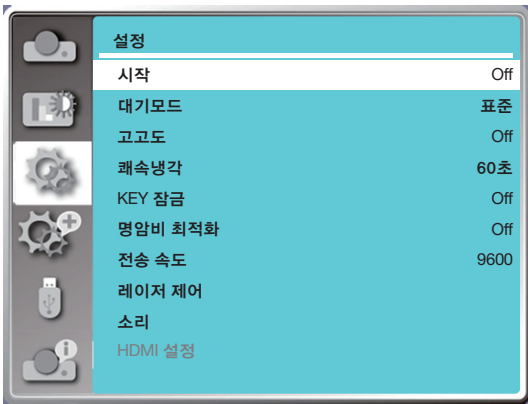 설정
시작 Off
대기모드 표준
고고도 Off
쾌속냉각 60초
KEY 잠금 Off
명암비 최적화 Off
전송 속도 9600
레이저 제어
소리
HDMI 설정